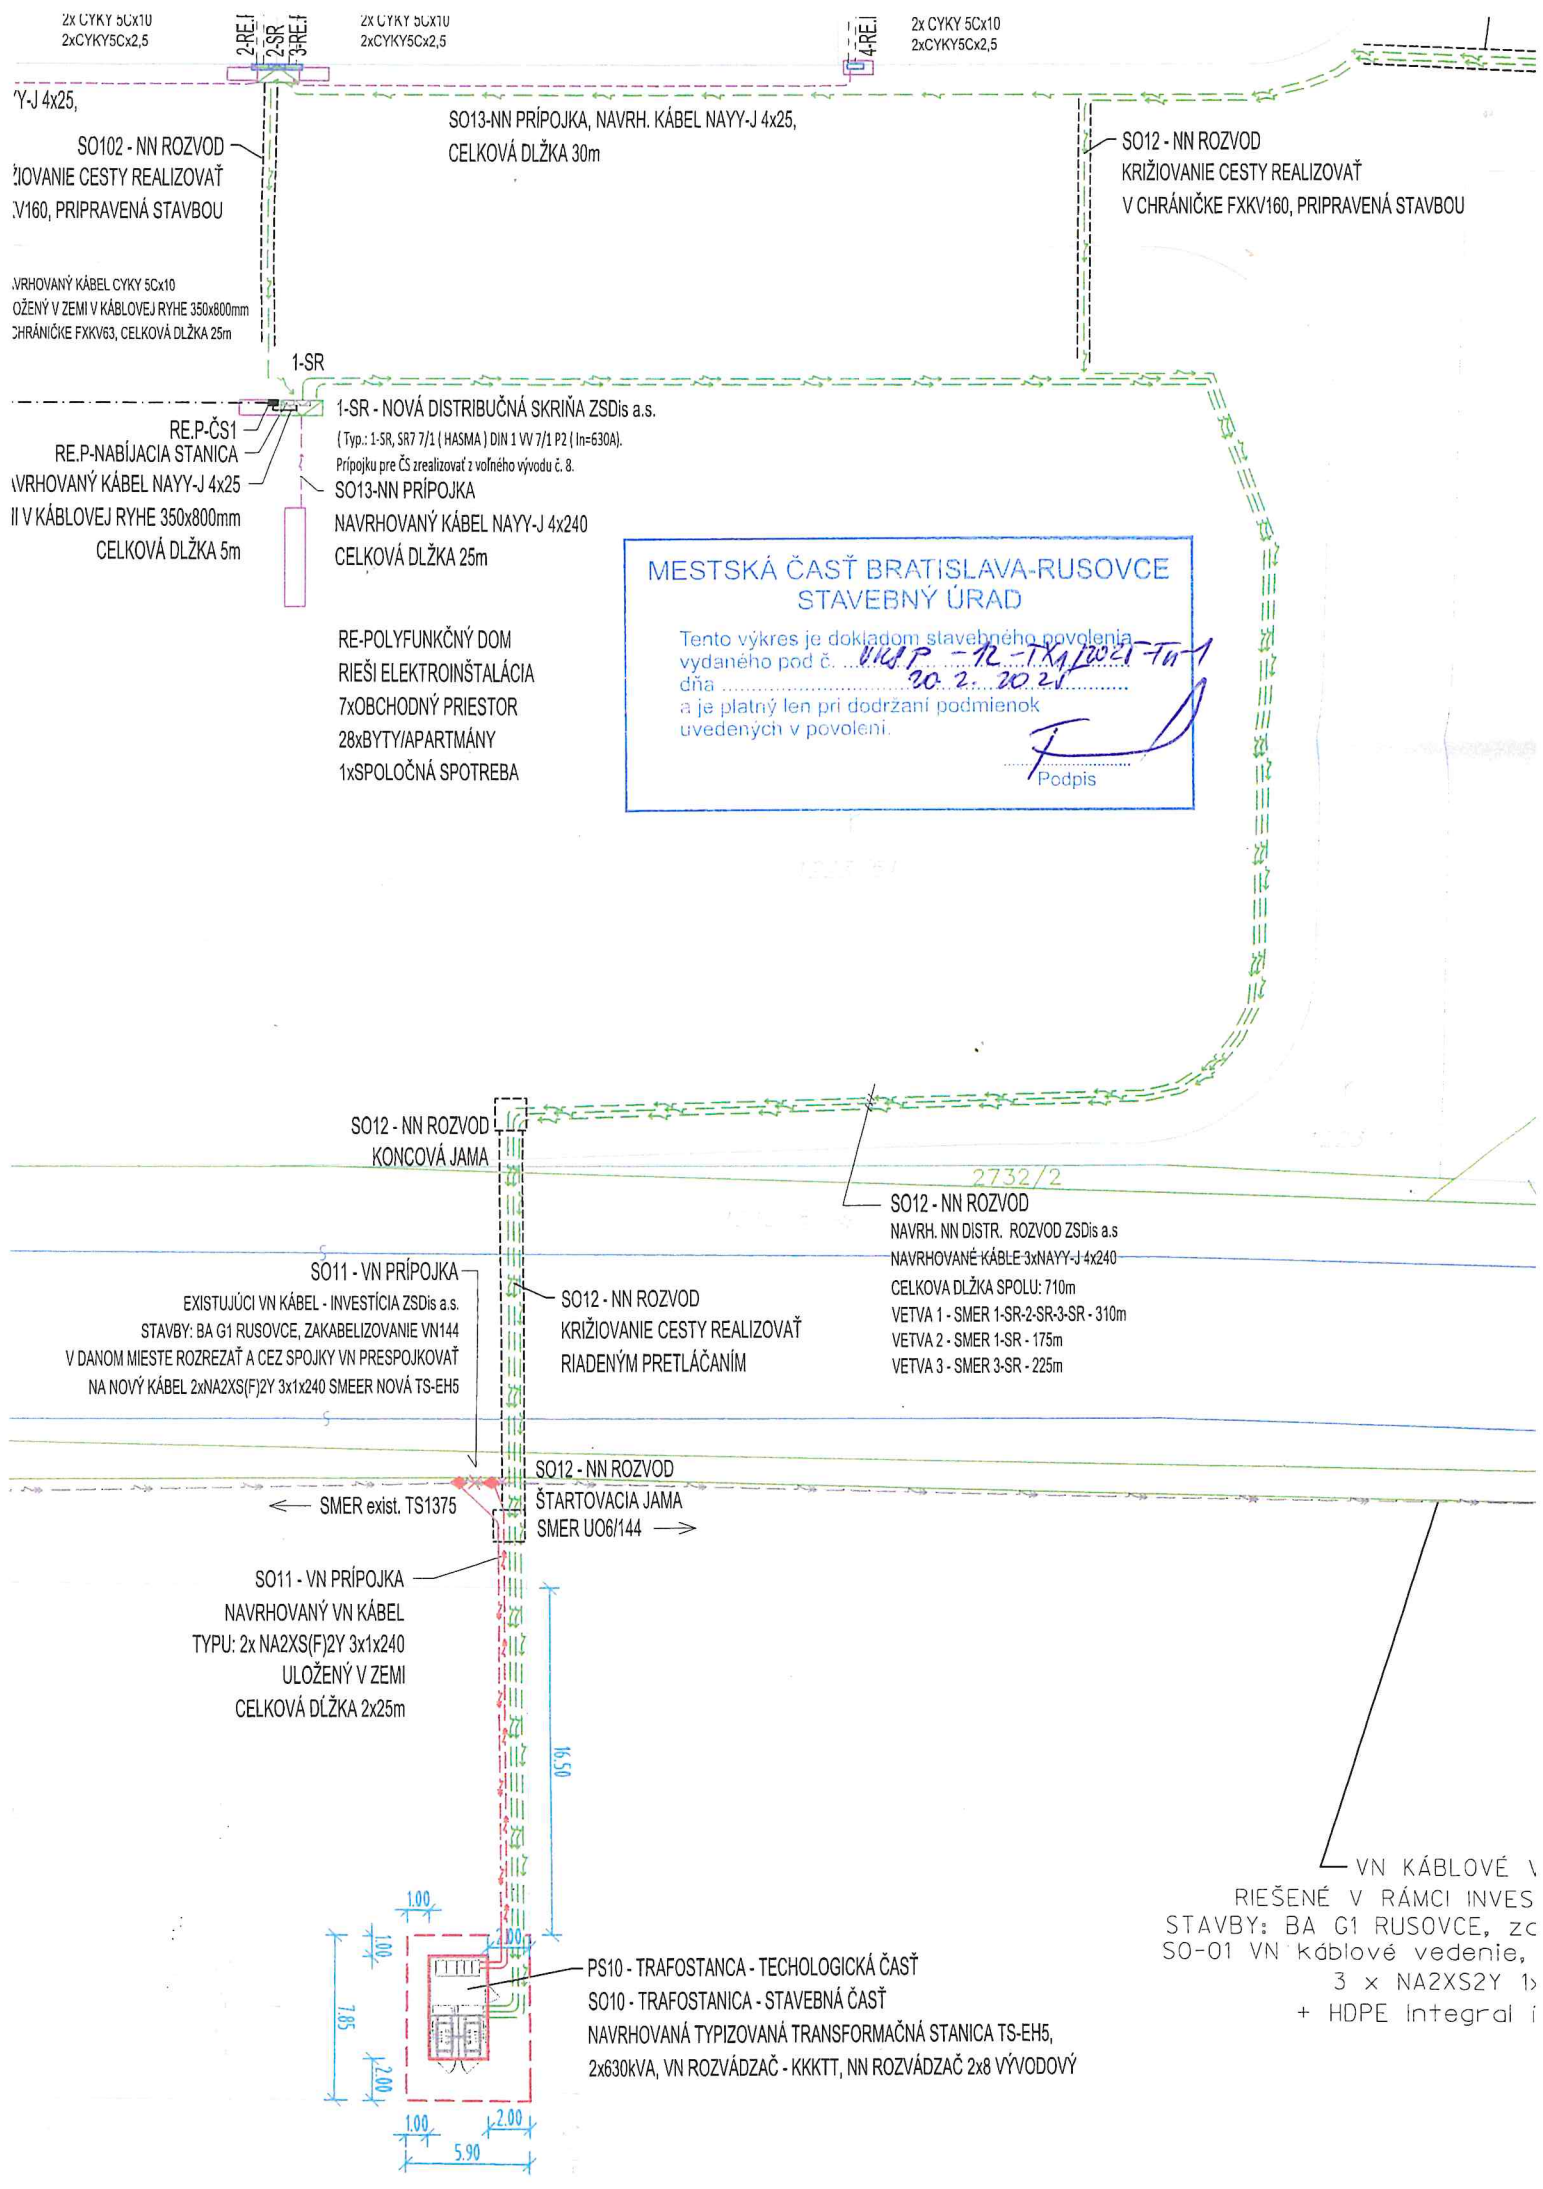 2x CYKY 5Cx10
2xCYKY5Cx2,5
2-RE.
2-SR
3-RE.
2x CYKY 5Cx10
2xCYKY5Cx2,5
4-RE.
2x CYKY 5Cx10
2xCYKY5Cx2,5
Y-J 4x25,
SO102 - NN ROZVOD
ŽIOVANIE CESTY REALIZOVAŤ
V160, PRIPRAVENÁ STAVBOU
SO13-NN PRÍPOJKA, NAVRH. KÁBEL NAYY-J 4x25,
CELKOVÁ DLŽKA 30m
SO12 - NN ROZVOD
KRIŽIOVANIE CESTY REALIZOVAŤ
V CHRÁNIČKE FXKV160, PRIPRAVENÁ STAVBOU
VRHOVANÝ KÁBEL CYKY 5Cx10
OŽENÝ V ZEMI V KÁBLOVEJ RYHE 350x800mm
CHRÁNIČKE FXKV63, CELKOVÁ DLŽKA 25m
1-SR
RE.P-ČS1
RE.P-NABÍJACIA STANICA
VRHOVANÝ KÁBEL NAYY-J 4x25
II V KÁBLOVEJ RYHE 350x800mm
CELKOVÁ DLŽKA 5m
1-SR - NOVÁ DISTRIBUČNÁ SKRIŇA ZSDis a.s.
( Typ.: 1-SR, SR7 7/1 ( HASMA ) DIN 1 VV 7/1 P2 ( In=630A).
Prípojku pre ČS zrealizovať z voľného vývodu č. 8.
SO13-NN PRÍPOJKA
NAVRHOVANÝ KÁBEL NAYY-J 4x240
CELKOVÁ DLŽKA 25m
RE-POLYFUNKČNÝ DOM
RIEŠI ELEKTROINŠTALÁCIA
7xOBCHODNÝ PRIESTOR
28xBYTY/APARTMÁNY
1xSPOLOČNÁ SPOTREBA
MESTSKÁ ČASŤ BRATISLAVA-RUSOVCE
STAVEBNÝ ÚRAD
Tento výkres je dokladom stavebného povolenia
vydaného pod č.
dňa 20. 2. 2025
a je platný len pri dodržaní podmienok
uvedených v povolení.
Podpis
SO12 - NN ROZVOD
KONCOVÁ JAMA
2732/2
SO12 - NN ROZVOD
NAVRH. NN DISTR. ROZVOD ZSDis a.s
NAVRHOVANÉ KÁBLE 3xNAYY-J 4x240
CELKOVA DLŽKA SPOLU: 710m
VETVA 1 - SMER 1-SR-2-SR-3-SR - 310m
VETVA 2 - SMER 1-SR - 175m
VETVA 3 - SMER 3-SR - 225m
SO11 - VN PRÍPOJKA
EXISTUJÚCI VN KÁBEL - INVESTÍCIA ZSDis a.s.
STAVBY: BA G1 RUSOVCE, ZAKABELIZOVANIE VN144
V DANOM MIESTE ROZREZAŤ A CEZ SPOJKY VN PRESPOJKOVAŤ
NA NOVÝ KÁBEL 2xNA2XS(F)2Y 3x1x240 SMEER NOVÁ TS-EH5
SO12 - NN ROZVOD
KRIŽIOVANIE CESTY REALIZOVAŤ
RIADENÝM PRETLÁČANÍM
SO12 - NN ROZVOD
ŠTARTOVACIA JAMA
SMER UO6/144
SMER exist. TS1375
SO11 - VN PRÍPOJKA
NAVRHOVANÝ VN KÁBEL
TYPU: 2x NA2XS(F)2Y 3x1x240
ULOŽENÝ V ZEMI
CELKOVÁ DĹŽKA 2x25m
16.50
VN KÁBLOVÉ
RIEŠENÉ V RÁMCI INVES
STAVBY: BA G1 RUSOVCE, za
SO-01 VN káblové vedenie,
3 x NA2XS2Y 1x
+ HDPE Integral
1.00
1.00
2.00
7.85
2.00
PS10 - TRAFOSTANCA - TECHOLOGICKÁ ČASŤ
SO10 - TRAFOSTANICA - STAVEBNÁ ČASŤ
NAVRHOVANÁ TYPIZOVANÁ TRANSFORMAČNÁ STANICA TS-EH5,
2x630kVA, VN ROZVÁDZAČ - KKKTT, NN ROZVÁDZAČ 2x8 VÝVODOVÝ
1.00
2.00
5.90